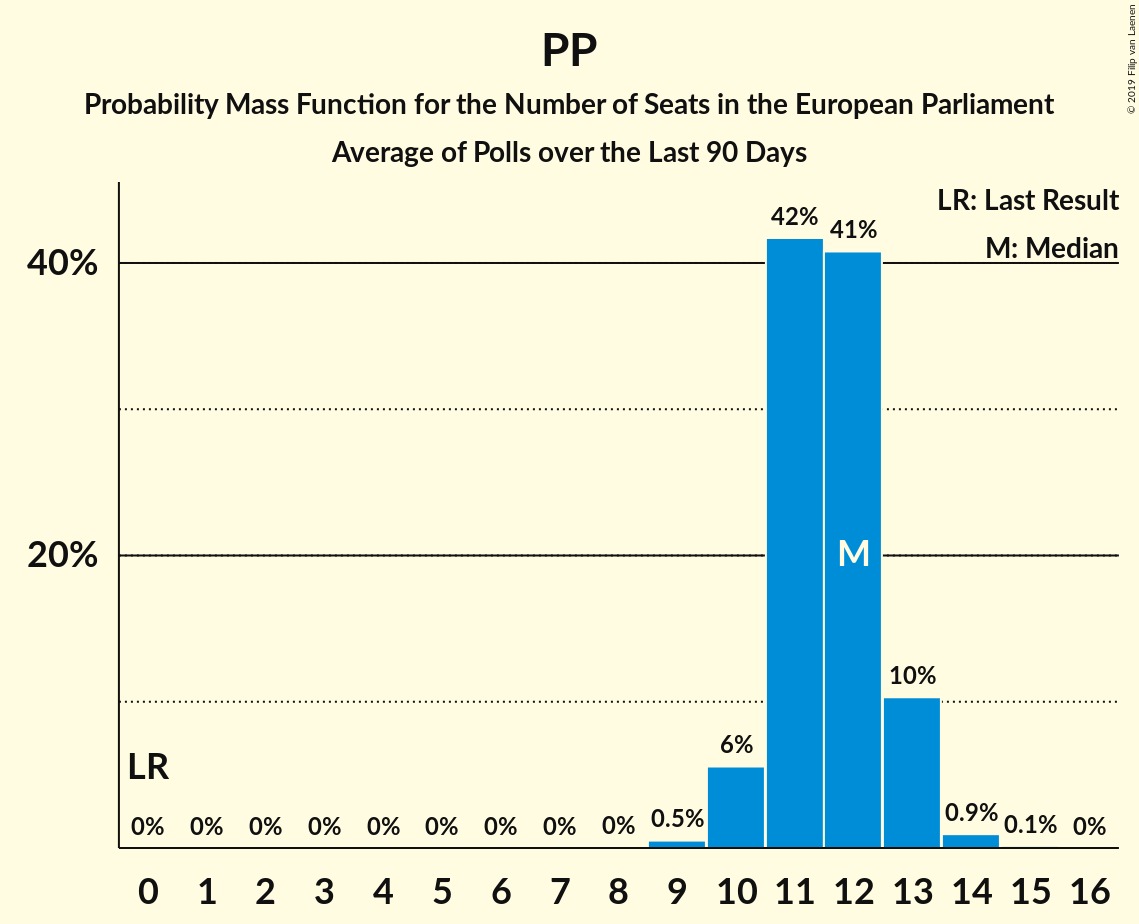 PP
Probability Mass Function for the Number of Seats in the European Parliament
Average of Polls over the Last 90 Days
© 2019 Filip van Laenen
LR: Last Result
M: Median
42%
41%
40%
20%
M
10%
6%
LR
0% 0% 0% 0% 0% 0% 0% 0% 0% 0.5% 0.9% 0.1% 0%
0 1 2 3 4 5 6 7 8 9 10 11 12 13 14 15 16